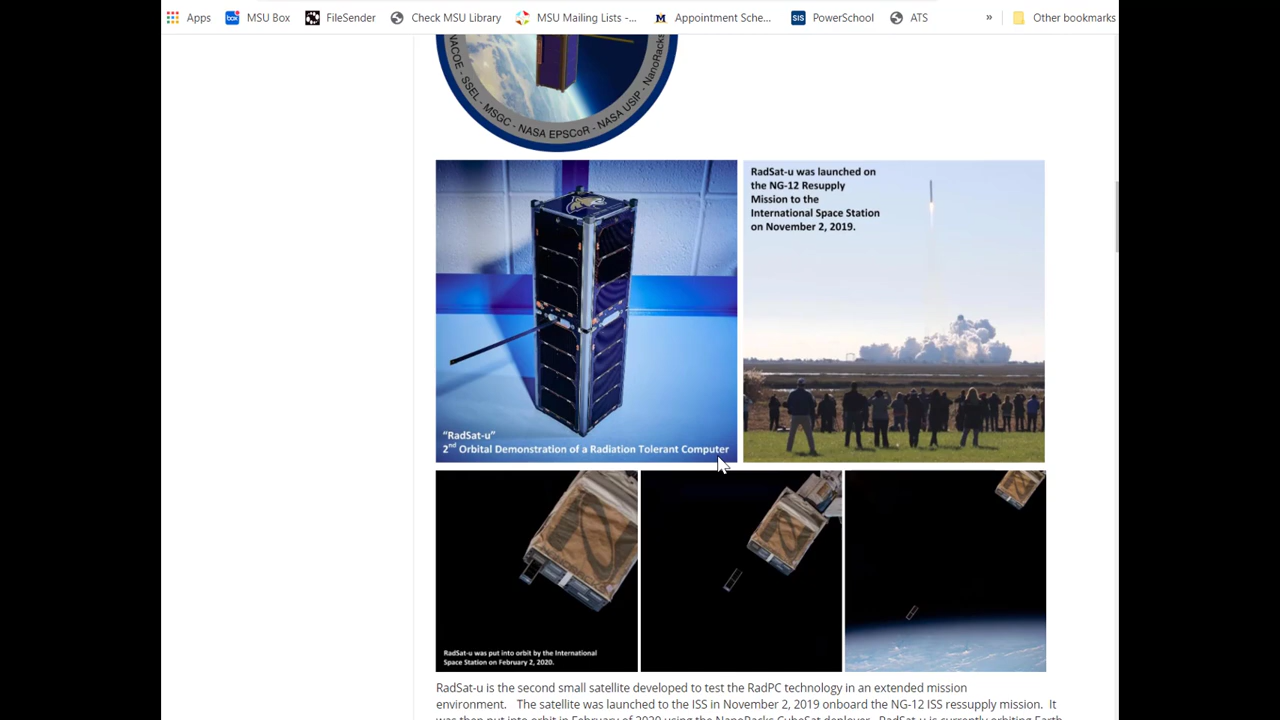 Apps MSU Box FileSender Check MSU Library MSU Mailing Lists -... Appointment Sche... PowerSchool ATS » Other bookmarks
NACOE - SSEL - MSGC - NASA EPSCoR - NASA USIP - NanoRacks
RadSat-u was launched on
the NG-12 Resupply
Mission to the
International Space Station
on November 2, 2019.
"RadSat-u"
2nd Orbital Demonstration of a Radiation Tolerant Computer
RadSat-u was put into orbit by the International
Space Station on February 2, 2020.
RadSat-u is the second small satellite developed to test the RadPC technology in an extended mission
environment. The satellite was launched to the ISS in November 2, 2019 onboard the NG-12 ISS ressupply mission. It
was then put into orbit in February of 2020 using the NanoRacks CubeSat deployer. RadSat-u is currently orbiting Earth